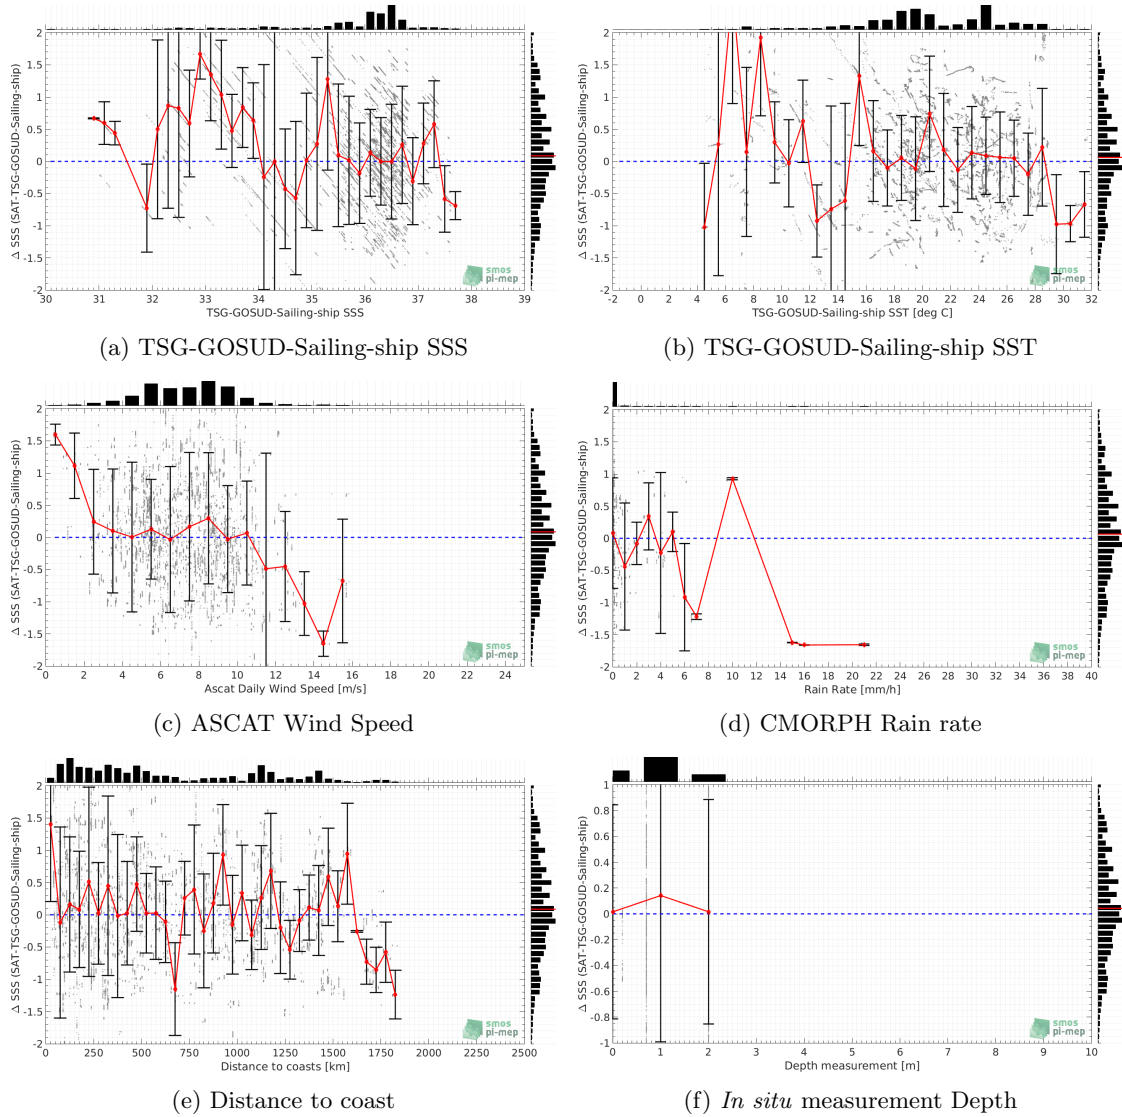 Δ SSS (SAT-TSG-GOSUD-Sailing-ship)
2
1.5
1
0.5
0
-0.5
-1
-1.5
-2
smos
pi-mep
30 31 32 33 34 35 36 37 38 39
TSG-GOSUD-Sailing-ship SSS
(a) TSG-GOSUD-Sailing-ship SSS
Δ SSS (SAT-TSG-GOSUD-Sailing-ship)
2
1.5
1
0.5
0
-0.5
-1
-1.5
-2
smos
pi-mep
-2 0 2 4 6 8 10 12 14 16 18 20 22 24 26 28 30 32
TSG-GOSUD-Sailing-ship SST [deg C]
(b) TSG-GOSUD-Sailing-ship SST
Δ SSS (SAT-TSG-GOSUD-Sailing-ship)
2
1.5
1
0.5
0
-0.5
-1
-1.5
-2
smos
pi-mep
0 2 4 6 8 10 12 14 16 18 20 22 24
Ascat Daily Wind Speed [m/s]
(c) ASCAT Wind Speed
Δ SSS (SAT-TSG-GOSUD-Sailing-ship)
2
1.5
1
0.5
0
-0.5
-1
-1.5
-2
smos
pi-mep
0 2 4 6 8 10 12 14 16 18 20 22 24 26 28 30 32 34 36 38 40
Rain Rate [mm/h]
(d) CMORPH Rain rate
Δ SSS (SAT-TSG-GOSUD-Sailing-ship)
2
1.5
1
0.5
0
-0.5
-1
-1.5
-2
smos
pi-mep
0 250 500 750 1000 1250 1500 1750 2000 2250 2500
Distance to coasts [km]
(e) Distance to coast
Δ SSS (SAT-TSG-GOSUD-Sailing-ship)
1
0.8
0.6
0.4
0.2
0
-0.2
-0.4
-0.6
-0.8
-1
smos
pi-mep
0 1 2 3 4 5 6 7 8 9 10
Depth measurement [m]
(f) In situ measurement Depth